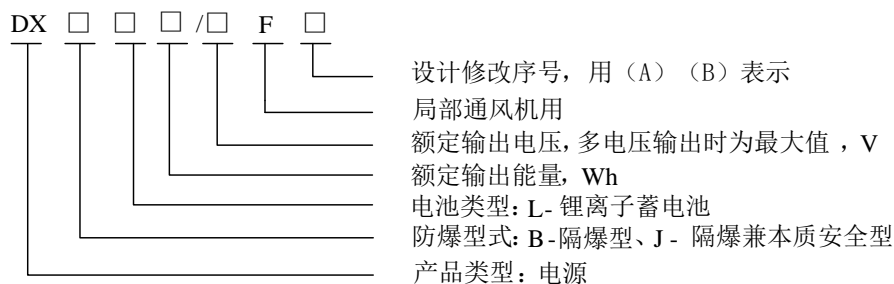 DX □ □ □ /□ F □
设计修改序号，用（A）（B）表示
局部通风机用
额定输出电压，多电压输出时为最大值，V
额定输出能量，Wh
电池类型：L-锂离子蓄电池
防爆型式：B-隔爆型、J-隔爆兼本质安全型
产品类型：电源